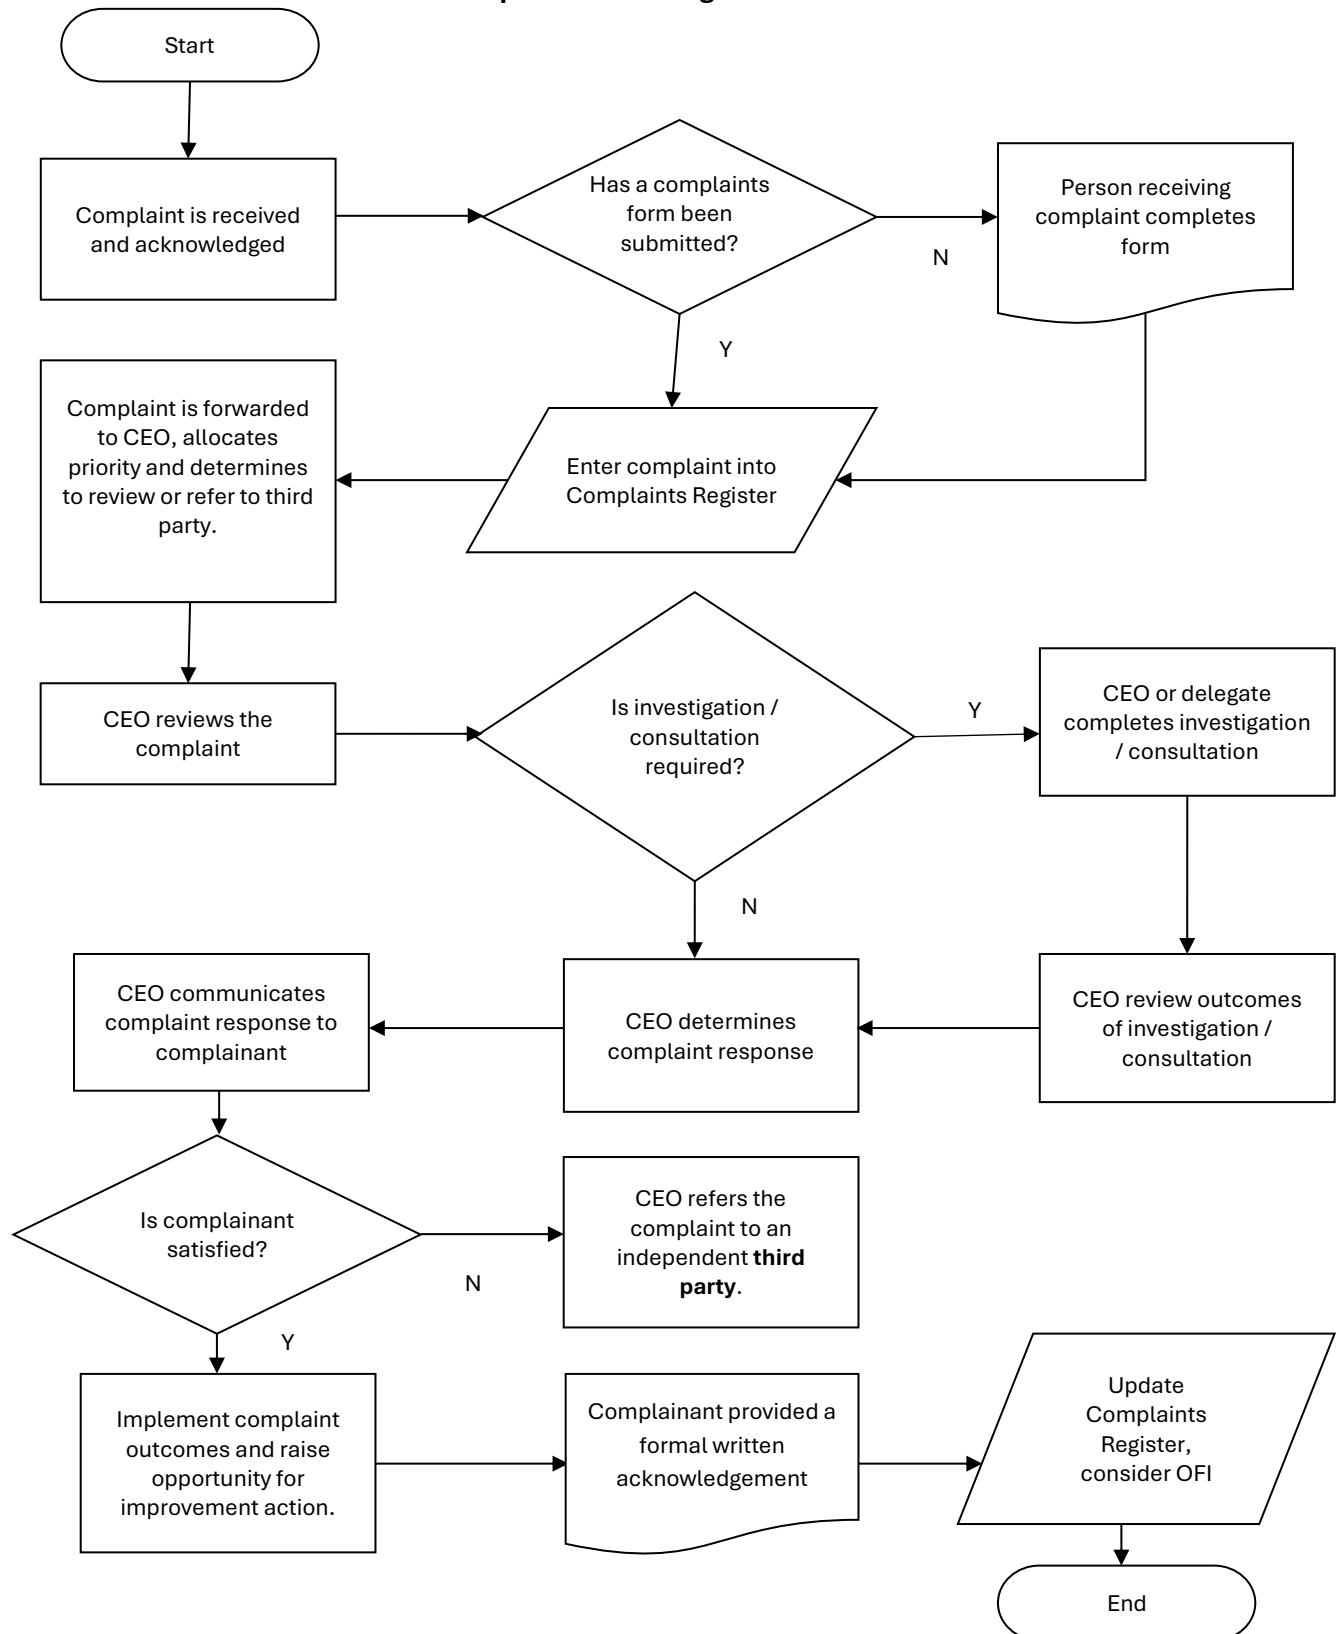 Start
Complaint is received
and acknowledged
Has a complaints
form been
submitted?
N
Person receiving
complaint completes
form
Y
Complaint is forwarded
to CEO, allocates
priority and determines
to review or refer to third
party.
Enter complaint into
Complaints Register
CEO reviews the
complaint
Is investigation /
consultation
required?
Y
CEO or delegate
completes investigation
/ consultation
N
CEO communicates
complaint response to
complainant
CEO determines
complaint response
CEO review outcomes
of investigation /
consultation
Is complainant
satisfied?
N
CEO refers the
complaint to an
independent third
party.
Y
Implement complaint
outcomes and raise
opportunity for
improvement action.
Complainant provided a
formal written
acknowledgement
Update
Complaints
Register,
consider OFI
End